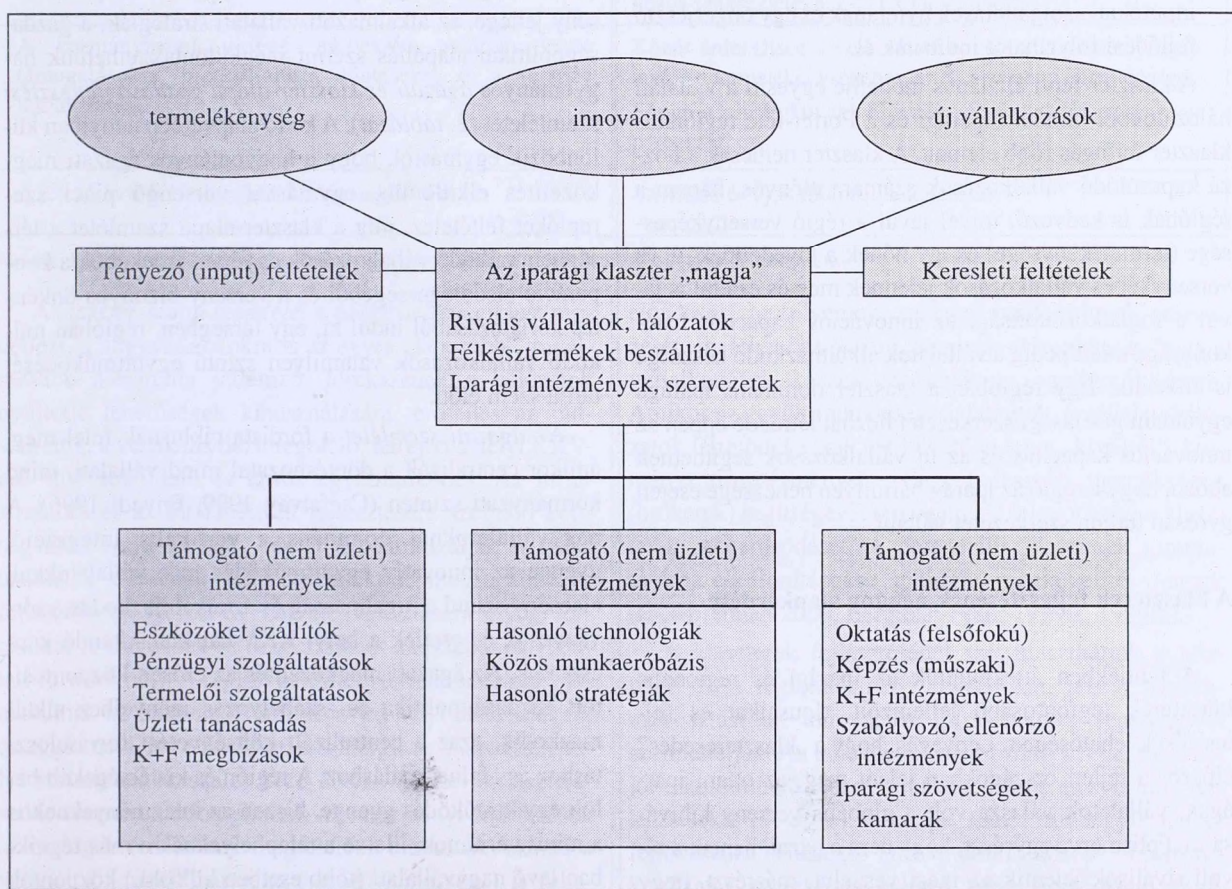 termelékenység
innováció
új vállalkozások
Tényező (input) feltételek
Az iparági klaszter „magja”
Keresleti feltételek
Rivális vállalatok, hálózatok
Félkésztermékek beszállítói
Iparági intézmények, szervezetek
Támogató (nem üzleti)
intézmények
Eszközöket szállítók
Pénzügyi szolgáltatások
Termelői szolgáltatások
Üzleti tanácsadás
K+F megbízások
Támogató (nem üzleti)
intézmények
Hasonló technológiák
Közös munkaerőbázis
Hasonló stratégiák
Támogató (nem üzleti)
intézmények
Oktatás (felsőfokú)
Képzés (műszaki)
K+F intézmények
Szabályozó, ellenőrző
intézmények
Iparági szövetségek,
kamarák